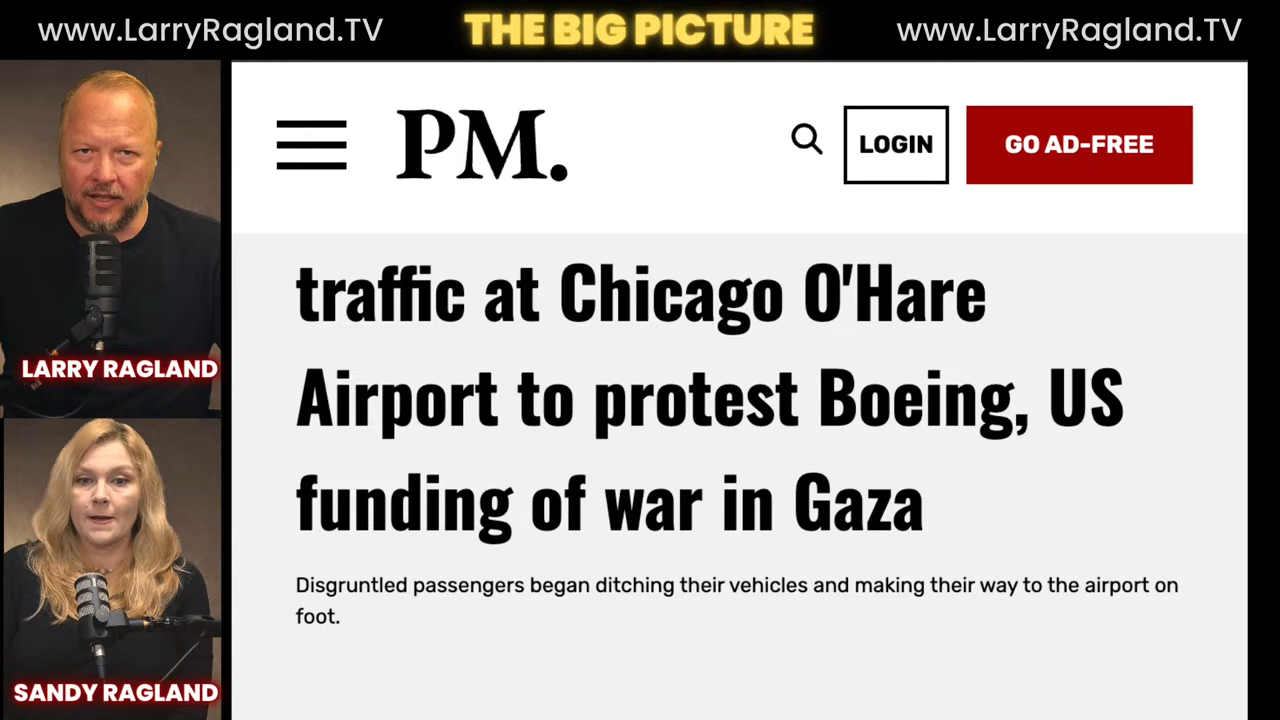 www.LarryRagland.TV
THE BIG PICTURE
www.LarryRagland.TV
PM.
LOGIN
GO AD-FREE
traffic at Chicago O'Hare
Airport to protest Boeing, US
funding of war in Gaza
Disgruntled passengers began ditching their vehicles and making their way to the airport on
foot.
LARRY RAGLAND
SANDY RAGLAND